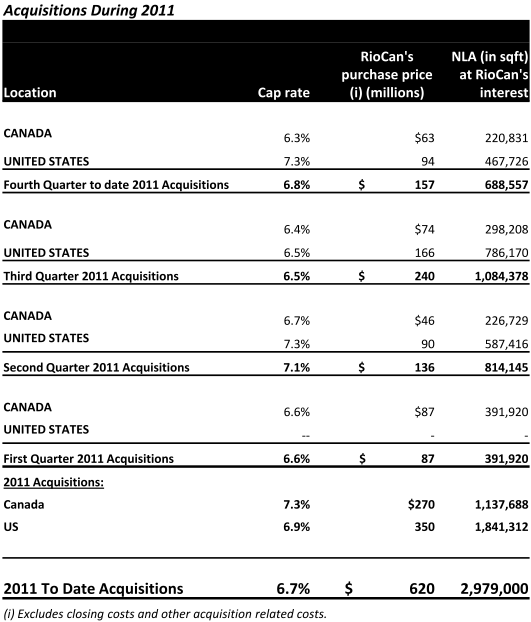 Acquisitions During 2011
RioCan's NLA (in sqft)
purchase price at RioCan's
Location Cap rate (i) (millions) interest
CANADA 6.3% $63 220,831
UNITED STATES 7.3% 94 467,726
Fourth Quarter to date 2011 Acquisitions 6.8% $ 157 688,557
CANADA 6.4% $74 298,208
UNITED STATES 6.5% 166 786,170
Third Quarter 2011 Acquisitions 6.5% $ 240 1,084,378
CANADA 6.7% $46 226,729
UNITED STATES 7.3% 90 587,416
Second Quarter 2011 Acquisitions 7.1% $ 136 814,145
CANADA 6.6% $87 391,920
UNITED STATES -- - -
First Quarter 2011 Acquisitions 6.6% $ 87 391,920
2011 Acquisitions:
Canada 7.3% $270 1,137,688
US 6.9% 350 1,841,312
2011 To Date Acquisitions 6.7% $ 620 2,979,000
(i) Excludes closing costs and other acquisition related costs.